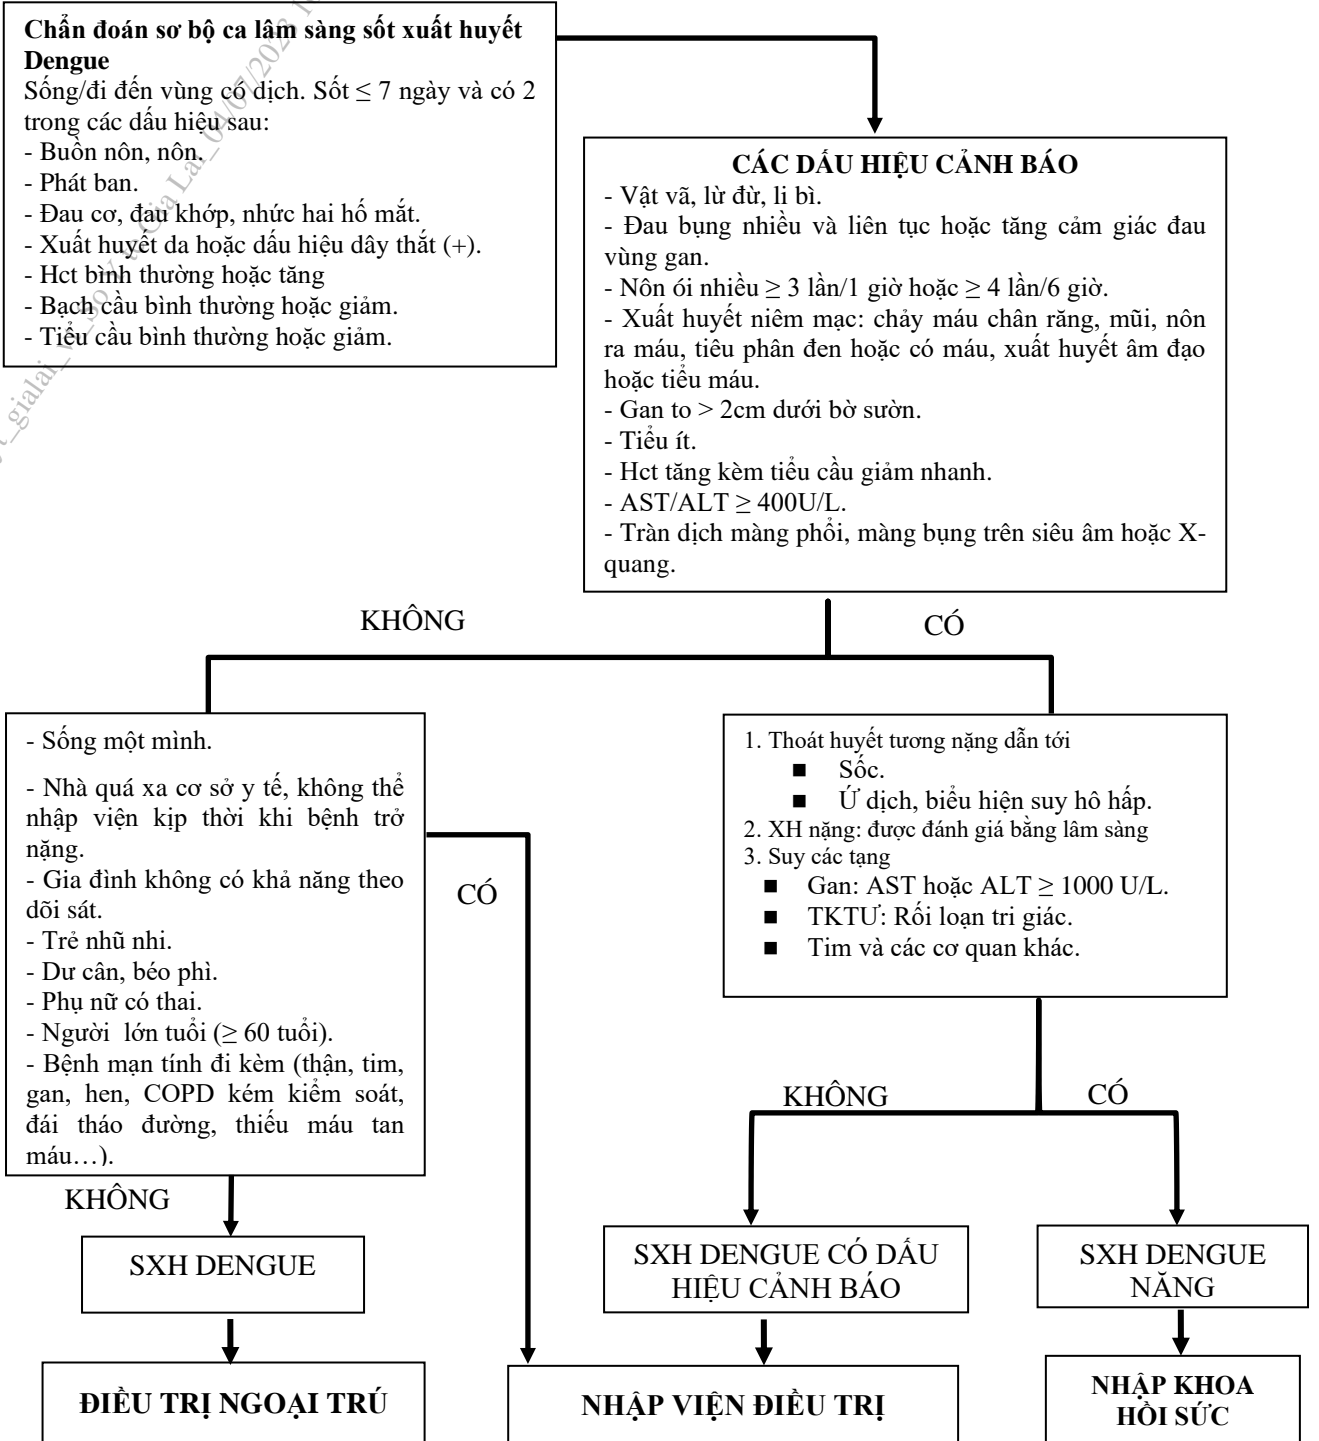 Chẩn đoán sơ bộ ca lâm sàng sốt xuất huyết
Dengue
Sống/đi đến vùng có dịch. Sốt ≤ 7 ngày và có 2
trong các dấu hiệu sau:
- Buồn nôn, nôn.
- Phát ban.
- Đau cơ, đau khớp, nhức hai hố mắt.
- Xuất huyết da hoặc dấu hiệu dây thắt (+).
- Hct bình thường hoặc tăng
- Bạch cầu bình thường hoặc giảm.
- Tiểu cầu bình thường hoặc giảm.
CÁC DẤU HIỆU CẢNH BÁO
- Vật vã, lừ đừ, li bì.
- Đau bụng nhiều và liên tục hoặc tăng cảm giác đau
vùng gan.
- Nôn ói nhiều ≥ 3 lần/1 giờ hoặc ≥ 4 lần/6 giờ.
- Xuất huyết niêm mạc: chảy máu chân răng, mũi, nôn
ra máu, tiêu phân đen hoặc có máu, xuất huyết âm đạo
hoặc tiểu máu.
- Gan to > 2cm dưới bờ sườn.
- Tiểu ít.
- Hct tăng kèm tiểu cầu giảm nhanh.
- AST/ALT ≥ 400U/L.
- Tràn dịch màng phổi, màng bụng trên siêu âm hoặc X-
quang.
KHÔNG
CÓ
- Sống một mình.
- Nhà quá xa cơ sở y tế, không thể
nhập viện kịp thời khi bệnh trở
nặng.
- Gia đình không có khả năng theo
dõi sát.
- Trẻ nhũ nhi.
- Dư cân, béo phì.
- Phụ nữ có thai.
- Người lớn tuổi (≥ 60 tuổi).
- Bệnh mạn tính đi kèm (thận, tim,
gan, hen, COPD kém kiểm soát,
đái tháo đường, thiếu máu tan
máu…).
CÓ
1. Thoát huyết tương nặng dẫn tới
■ Sốc.
■ Ứ dịch, biểu hiện suy hô hấp.
2. XH nặng: được đánh giá bằng lâm sàng
3. Suy các tạng
■ Gan: AST hoặc ALT ≥ 1000 U/L.
■ TKTƯ: Rối loạn tri giác.
■ Tim và các cơ quan khác.
KHÔNG
CÓ
KHÔNG
SXH DENGUE
SXH DENGUE CÓ DẤU
HIỆU CẢNH BÁO
SXH DENGUE
NẶNG
ĐIỀU TRỊ NGOẠI TRÚ
NHẬP VIỆN ĐIỀU TRỊ
NHẬP KHOA
HỒI SỨC